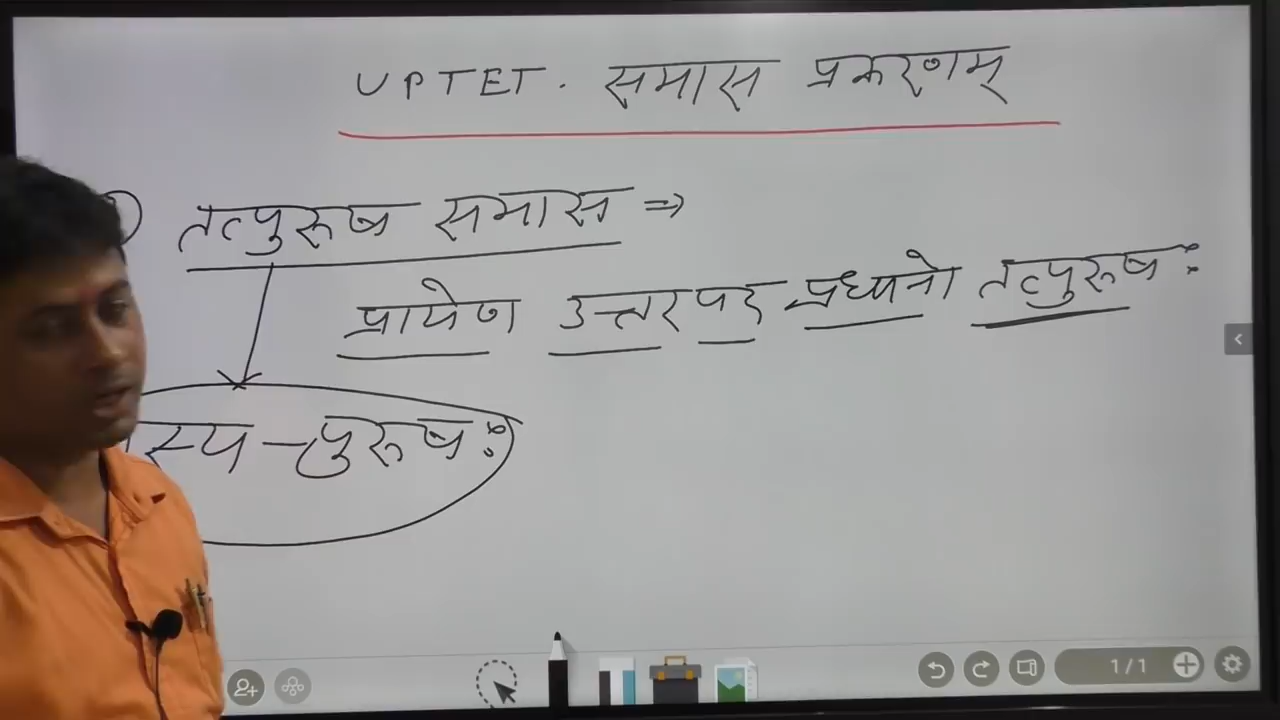 UPTET. समास प्रकरणम्
तत्पुरूष समास ⇒
प्रायेण उत्तरपद प्रधानो तत्पुरूष:
स्य-पुरूष:
1/1